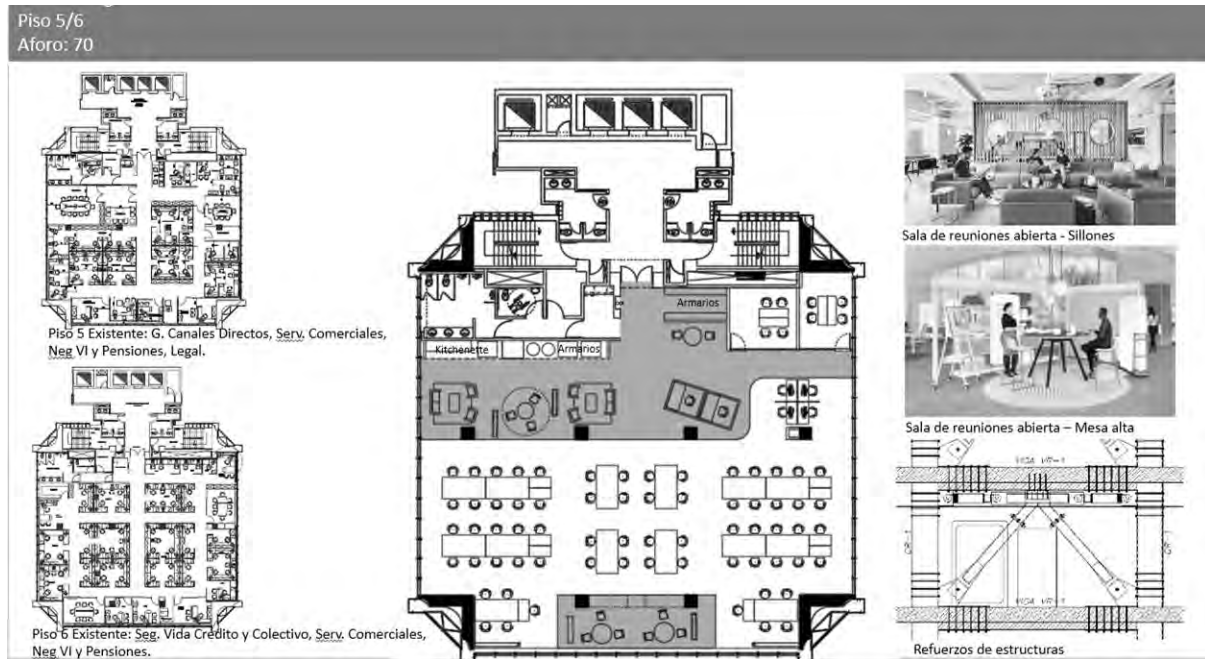 Piso 5/6
Aforo: 70
Piso 5 Existente: G. Canales Directos, Serv. Comerciales,
Neg VI y Pensiones, Legal.
Piso 6 Existente: Seg. Vida Crédito y Colectivo, Serv. Comerciales,
Neg VI y Pensiones.
Armarios
Kitchenette
Armarios
Sala de reuniones abierta - Sillones
Sala de reuniones abierta – Mesa alta
Refuerzos de estructuras